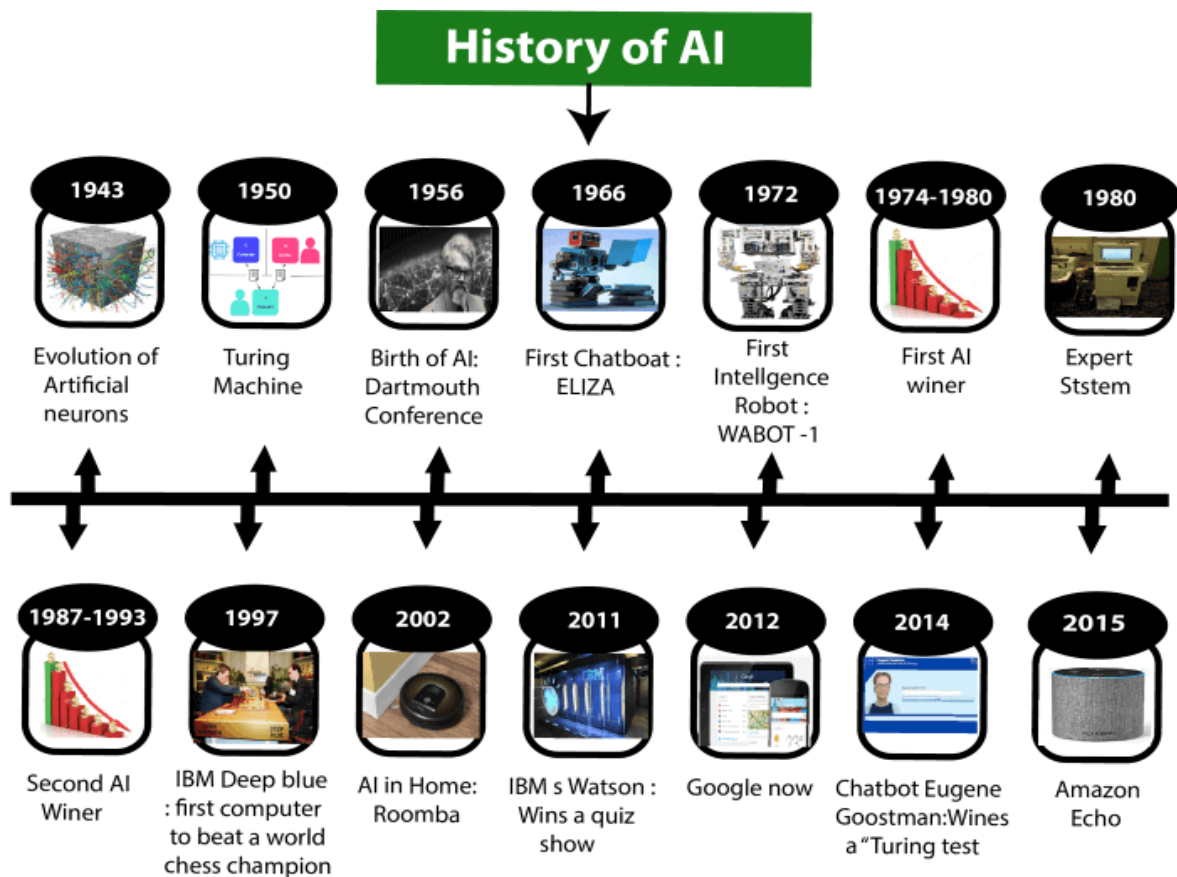 History of AI
1943
1950
1956
1966
1972
1974-1980
1980
Evolution of
Artificial
neurons
Turing
Machine
Birth of AI:
Dartmouth
Conference
First Chatboat :
ELIZA
First
Intellgence
Robot :
WABOT -1
First AI
winer
Expert
Ststem
1987-1993
1997
2002
2011
2012
2014
2015
IBM
Second AI
Winer
IBM Deep blue
: first computer
to beat a world
chess champion
AI in Home:
Roomba
IBM s Watson :
Wins a quiz
show
Google now
Chatbot Eugene
Goostman:Wines
a “Turing test
Amazon
Echo